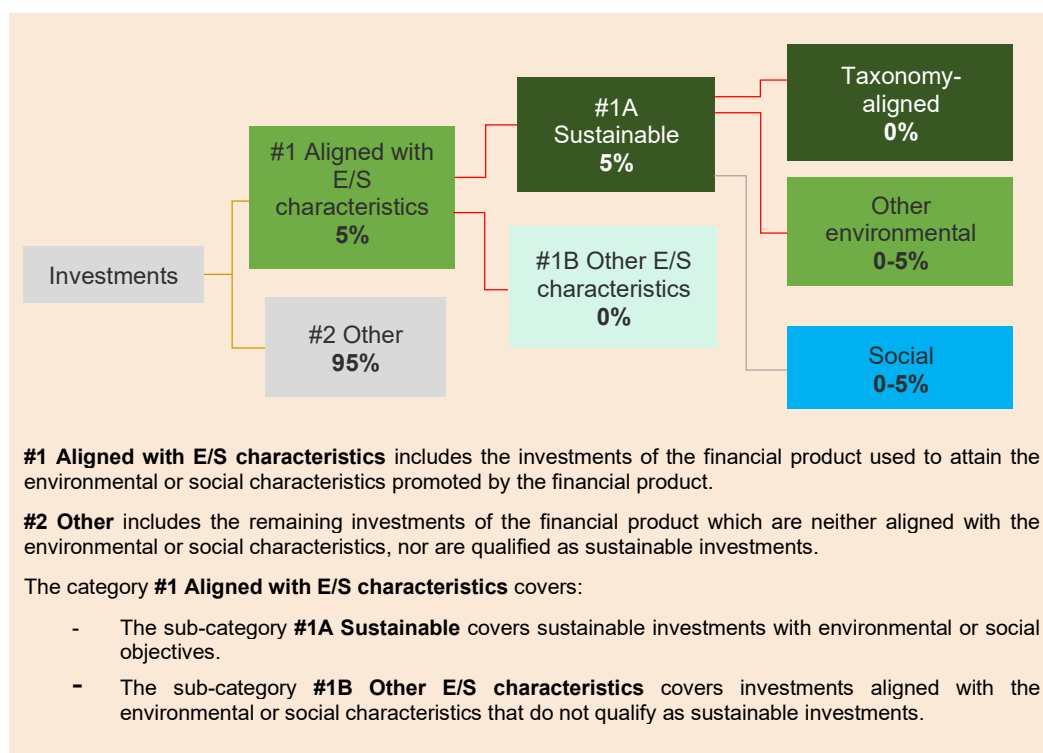 Investments
#1 Aligned with
E/S
characteristics
5%
#2 Other
95%
#1A
Sustainable
5%
#1B Other E/S
characteristics
0%
Taxonomy-
aligned
0%
Other
environmental
0-5%
Social
0-5%
#1 Aligned with E/S characteristics includes the investments of the financial product used to attain the
environmental or social characteristics promoted by the financial product.
#2 Other includes the remaining investments of the financial product which are neither aligned with the
environmental or social characteristics, nor are qualified as sustainable investments.
The category #1 Aligned with E/S characteristics covers:
- The sub-category #1A Sustainable covers sustainable investments with environmental or social
objectives.
- The sub-category #1B Other E/S characteristics covers investments aligned with the
environmental or social characteristics that do not qualify as sustainable investments.